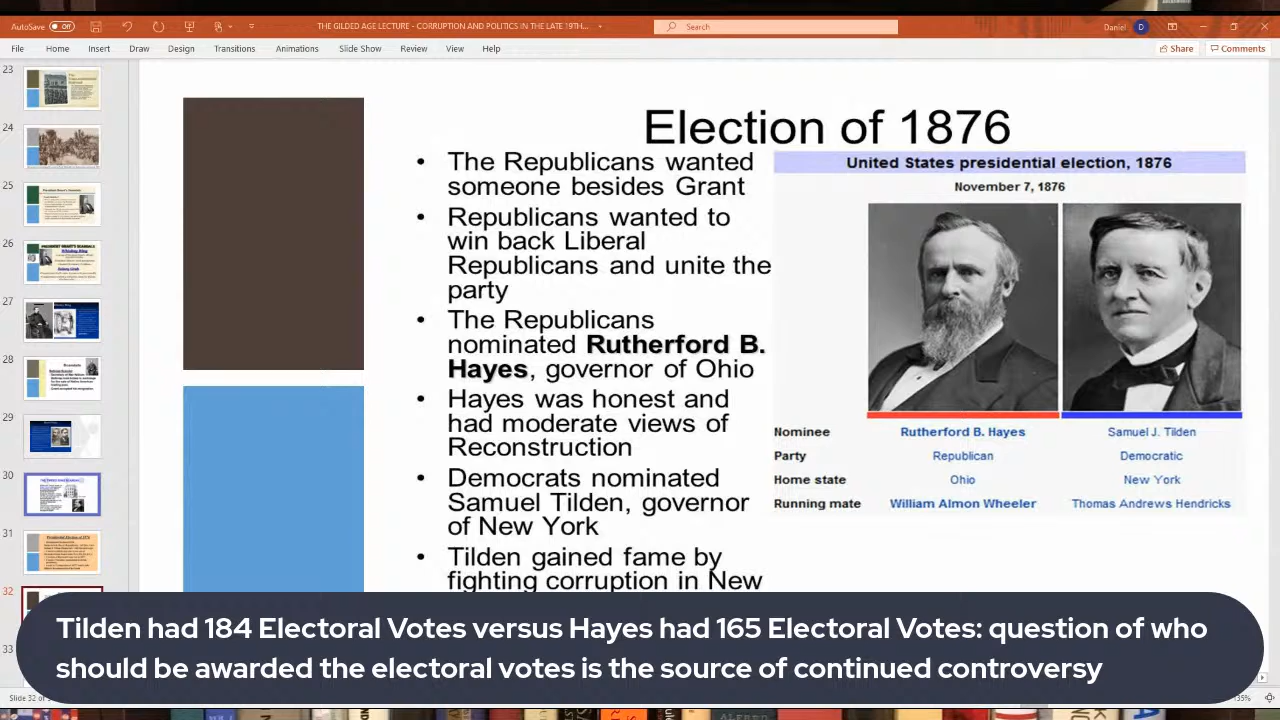 AutoSave Off
THE GILDED AGE LECTURE - CORRUPTION AND POLITICS IN THE LATE 19TH...
Search
Daniel D
File Home Insert Draw Design Transitions Animations Slide Show Review View Help
Share Comments
23
24
25
26
27
28
29
30
31
32
33
Election of 1876
• The Republicans wanted
someone besides Grant
• Republicans wanted to
win back Liberal
Republicans and unite the
party
• The Republicans
nominated Rutherford B.
Hayes, governor of Ohio
• Hayes was honest and
had moderate views of
Reconstruction
• Democrats nominated
Samuel Tilden, governor
of New York
• Tilden gained fame by
fighting corruption in New
United States presidential election, 1876
November 7, 1876
Nominee Rutherford B. Hayes Samuel J. Tilden
Party Republican Democratic
Home state Ohio New York
Running mate William Almon Wheeler Thomas Andrews Hendricks
Tilden had 184 Electoral Votes versus Hayes had 165 Electoral Votes: question of who
should be awarded the electoral votes is the source of continued controversy
Slide 32 of